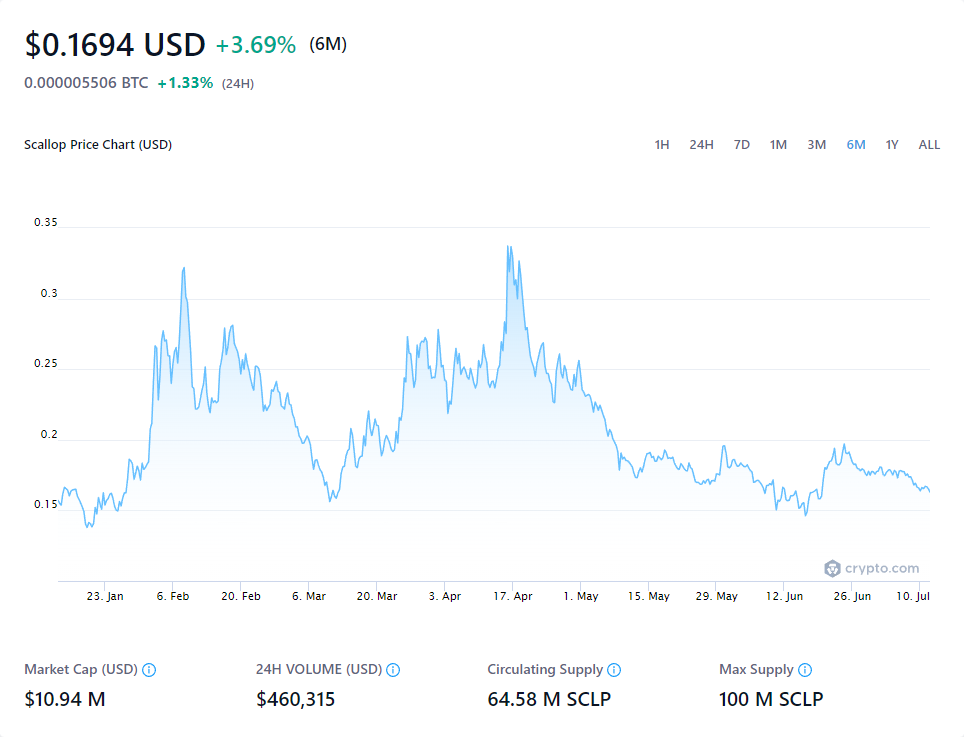 $0.1694 USD +3.69% (6M)
0.000005506 BTC +1.33% (24H)
Scallop Price Chart (USD)
1H 24H 7D 1M 3M 6M 1Y ALL
0.35
0.3
0.25
0.2
0.15
crypto.com
23. Jan 6. Feb 20. Feb 6. Mar 20. Mar 3. Apr 17. Apr 1. May 15. May 29. May 12. Jun 26. Jun 10. Jul
Market Cap (USD) 24H VOLUME (USD) Circulating Supply Max Supply
$10.94 M $460,315 64.58 M SCLP 100 M SCLP